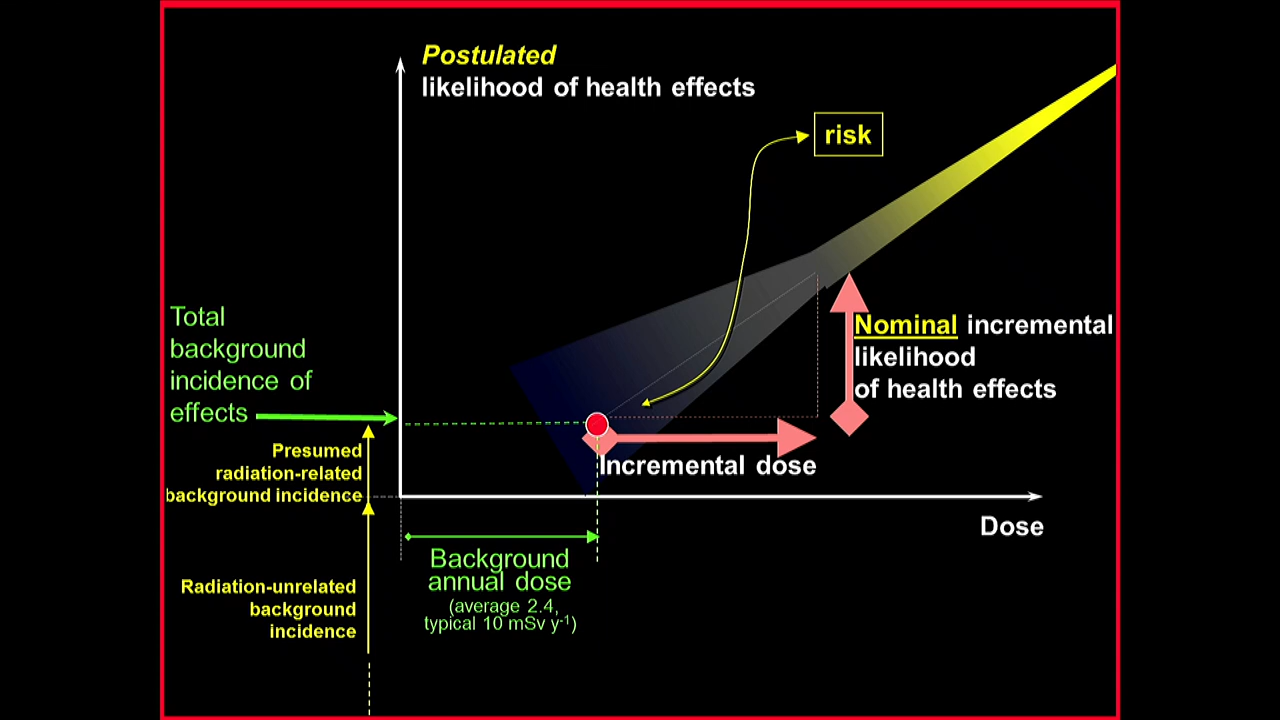 Postulated
likelihood of health effects
risk
Total
background
incidence of
effects
Nominal incremental
likelihood
of health effects
Presumed
radiation-related
background incidence
Incremental dose
Dose
Background
annual dose
(average 2.4,
typical 10 mSv y⁻¹)
Radiation-unrelated
background
incidence